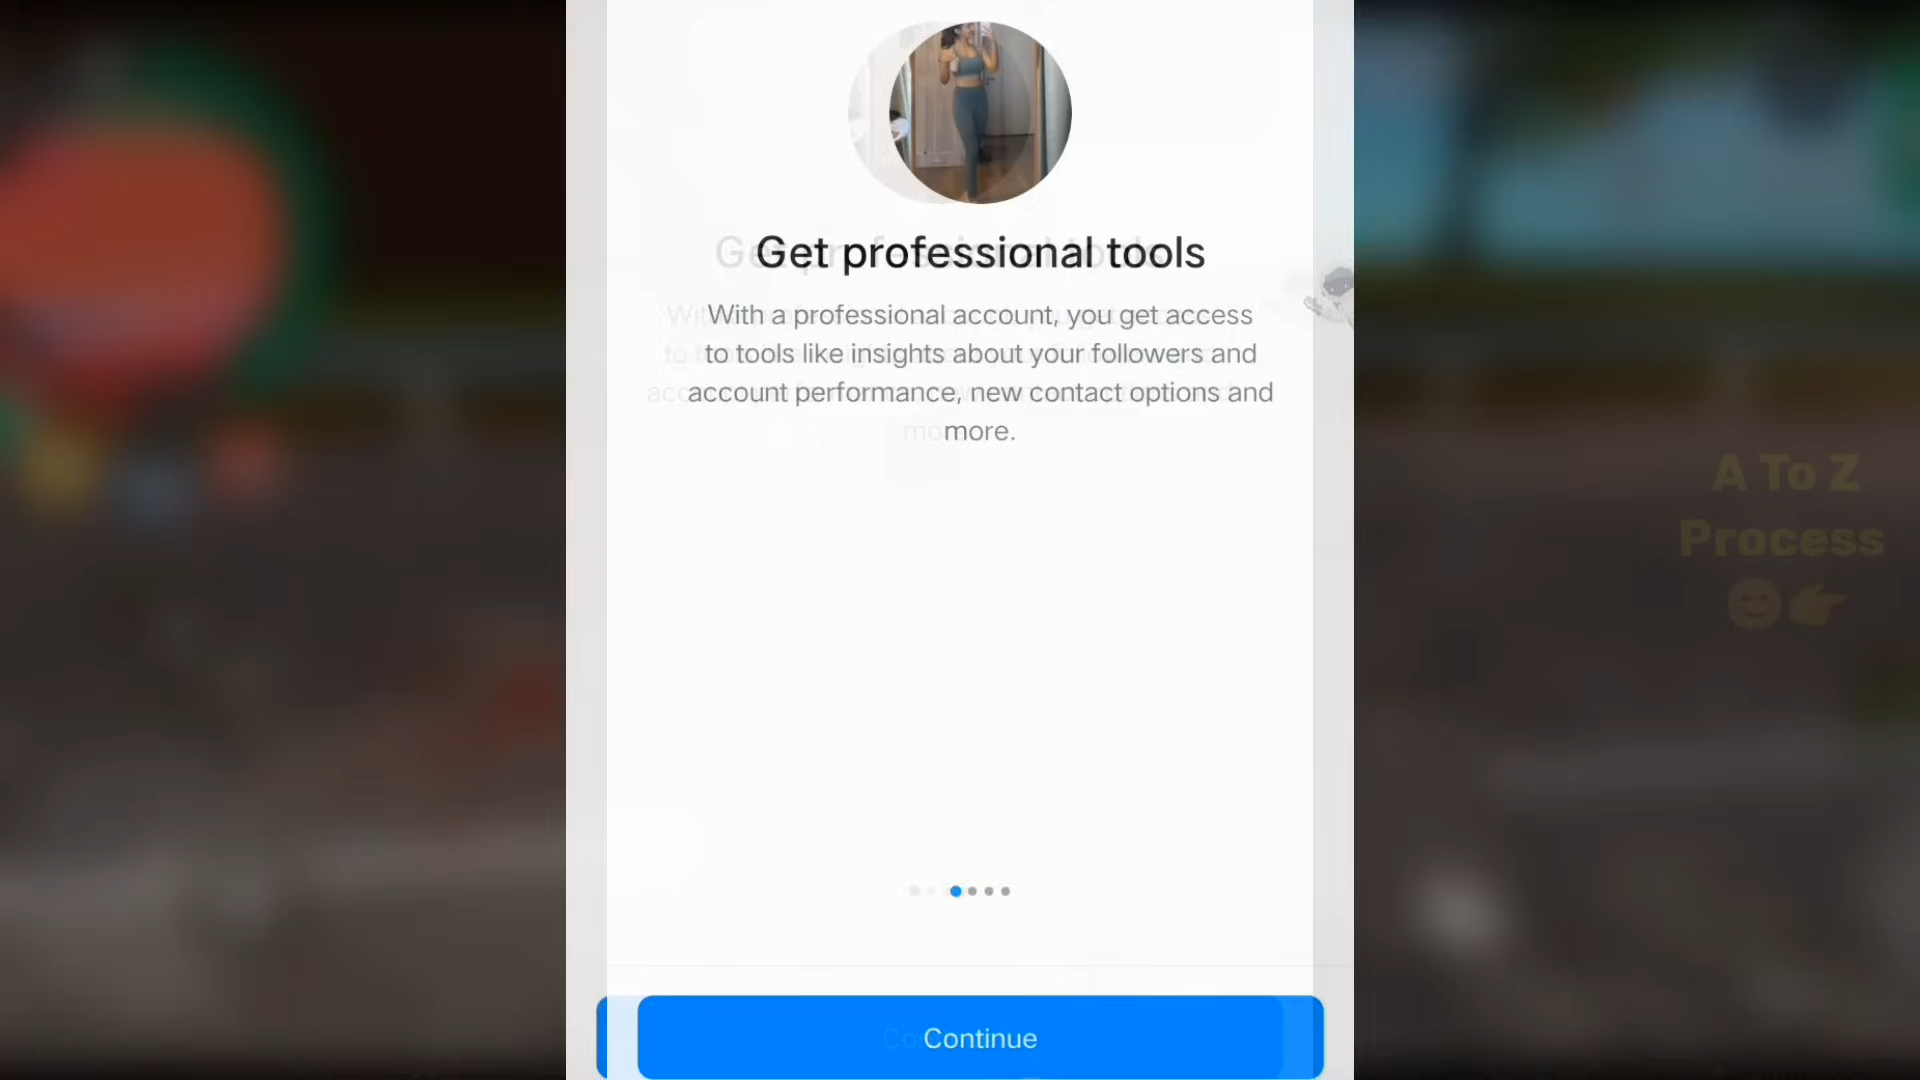 Get professional tools
With a professional account, you get access
to tools like insights about your followers and
account performance, new contact options and
more.
Continue
A To Z
Process
😊👉